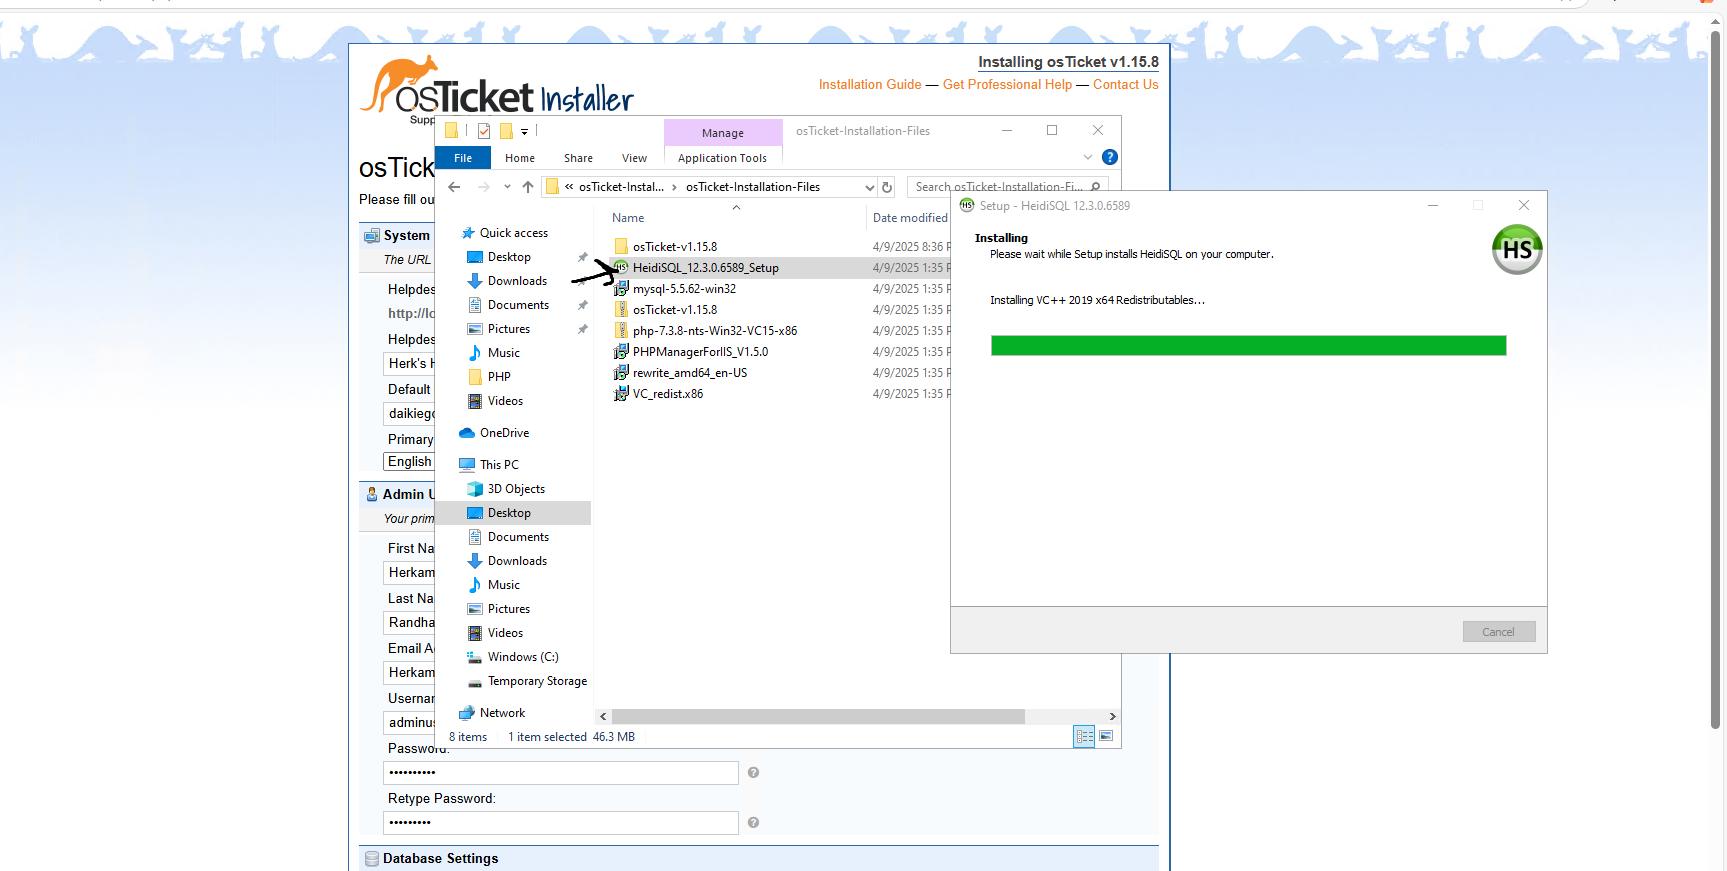 Installing osTicket v1.15.8
Installation Guide — Get Professional Help — Contact Us
osTicket Installer
Supp
osTick
Please fill ou
System
The URL
Helpdes
http://lo
Helpdes
Herk's H
Default
daikiego
Primary
English
Admin U
Your prim
First Na
Herkam
Last Na
Randha
Email A
Herkam
Usernar
adminus
Password:
••••••••••
Retype Password:
•••••••••
Database Settings
Manage
osTicket-Installation-Files
File
Home
Share
View
Application Tools
« osTicket-Install... › osTicket-Installation-Files
Search osTicket-Installation-Fi...
Name
Date modified
Quick access
Desktop
Downloads
Documents
Pictures
Music
PHP
Videos
OneDrive
This PC
3D Objects
Desktop
Documents
Downloads
Music
Pictures
Videos
Windows (C:)
Temporary Storage
Network
osTicket-v1.15.8 4/9/2025 8:36 P
HeidiSQL_12.3.0.6589_Setup 4/9/2025 1:35 P
mysql-5.5.62-win32 4/9/2025 1:35 P
osTicket-v1.15.8 4/9/2025 1:35 P
php-7.3.8-nts-Win32-VC15-x86 4/9/2025 1:35 P
PHPManagerForIIS_V1.5.0 4/9/2025 1:35 P
rewrite_amd64_en-US 4/9/2025 1:35 P
VC_redist.x86 4/9/2025 1:35 P
8 items 1 item selected 46.3 MB
HS Setup - HeidiSQL 12.3.0.6589
Installing
Please wait while Setup installs HeidiSQL on your computer.
HS
Installing VC++ 2019 x64 Redistributables...
Cancel